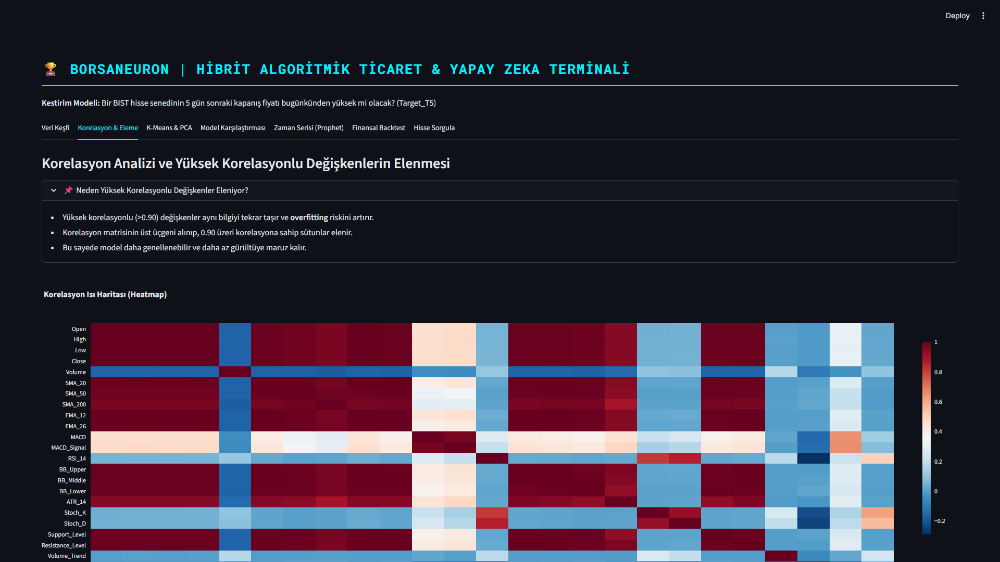 Deploy
BORSANEURON | HİBRİT ALGORİTMİK TİCARET & YAPAY ZEKA TERMİNALİ
Kestirim Modeli: Bir BIST hisse senedinin 5 gün sonraki kapanış fiyatı bugünkünden yüksek mi olacak? (Target_T5)
Veri Keşfi Korelasyon & Eleme K-Means & PCA Model Karşılaştırması Zaman Serisi (Prophet) Finansal Backtest Hisse Sorgula
Korelasyon Analizi ve Yüksek Korelasyonlu Değişkenlerin Elenmesi
Neden Yüksek Korelasyonlu Değişkenler Eleniyor?
Yüksek korelasyonlu (>0.90) değişkenler aynı bilgiyi tekrar taşır ve overfitting riskini artırır.
Korelasyon matrisinin üst üçgeni alınıp, 0.90 üzeri korelasyona sahip sütunlar elenir.
Bu sayede model daha genellenebilir ve daha az gürültüye maruz kalır.
Korelasyon Isı Haritası (Heatmap)
Open
High
Low
Close
Volume
SMA_20
SMA_50
SMA_200
EMA_12
EMA_26
MACD
MACD_Signal
RSI_14
BB_Upper
BB_Middle
BB_Lower
ATR_14
Stoch_K
Stoch_D
Support_Level
Resistance_Level
Volume_Trend
1
0.8
0.6
0.4
0.2
0
−0.2